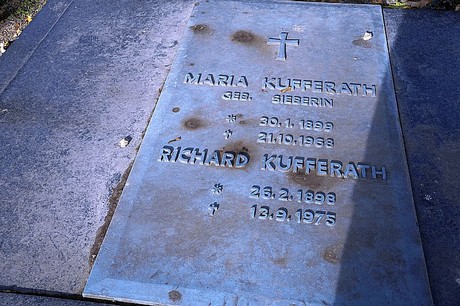 MARIA KUFFERATH
GEB. SIEBERIN
* 30.1.1899
† 21.10.1968
RICHARD KUFFERATH
* 26.2.1898
† 13.9.1975